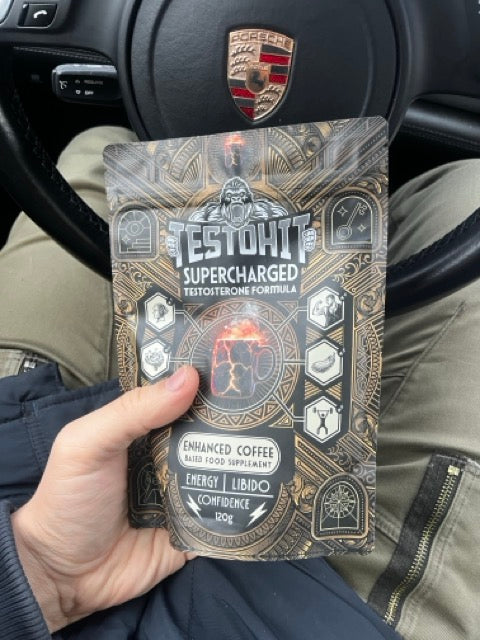 PORSCHE
TESTOHIT
SUPERCHARGED
TESTOSTERONE FORMULA
ENHANCED COFFEE
BASED FOOD SUPPLEMENT
ENERGY | LIBIDO
CONFIDENCE
120g